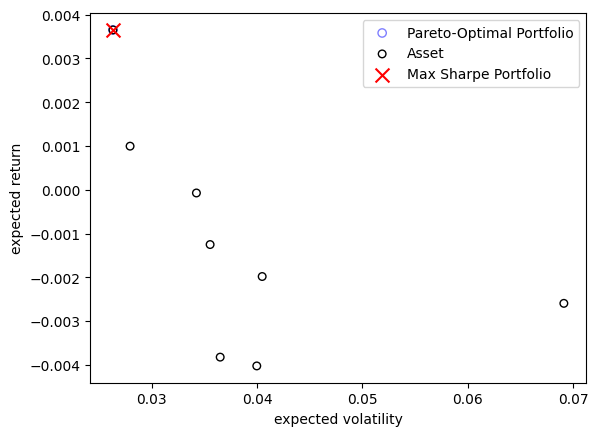 0.004
0.003
0.002
0.001
0.000
−0.001
−0.002
−0.003
−0.004
expected return
Pareto-Optimal Portfolio
Asset
Max Sharpe Portfolio
0.03 0.04 0.05 0.06 0.07
expected volatility